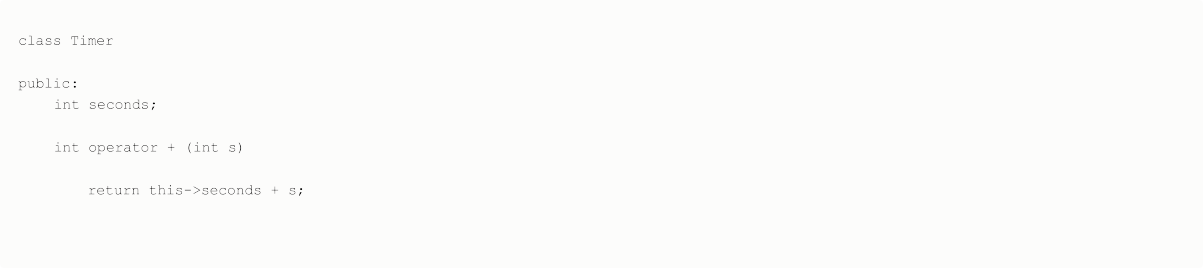 class Timer
public:
int seconds;
int operator + (int s)
return this->seconds + s;